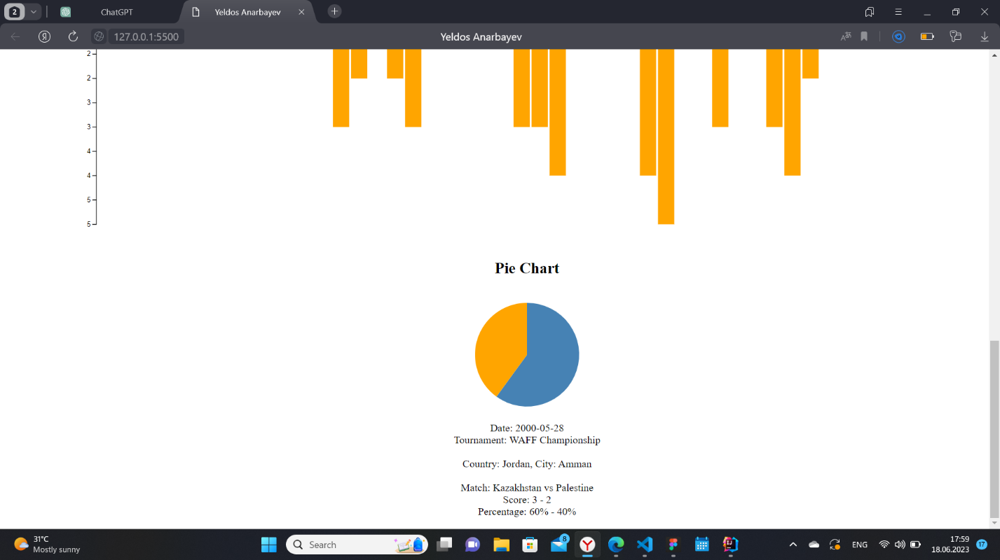 2
ChatGPT
Yeldos Anarbayev
127.0.0.1:5500
Yeldos Anarbayev
2
2
3
3
4
4
5
5
Pie Chart
Date: 2000-05-28
Tournament: WAFF Championship
Country: Jordan, City: Amman
Match: Kazakhstan vs Palestine
Score: 3 - 2
Percentage: 60% - 40%
31°C
Mostly sunny
Search
8
ENG
17:59
18.06.2023
17